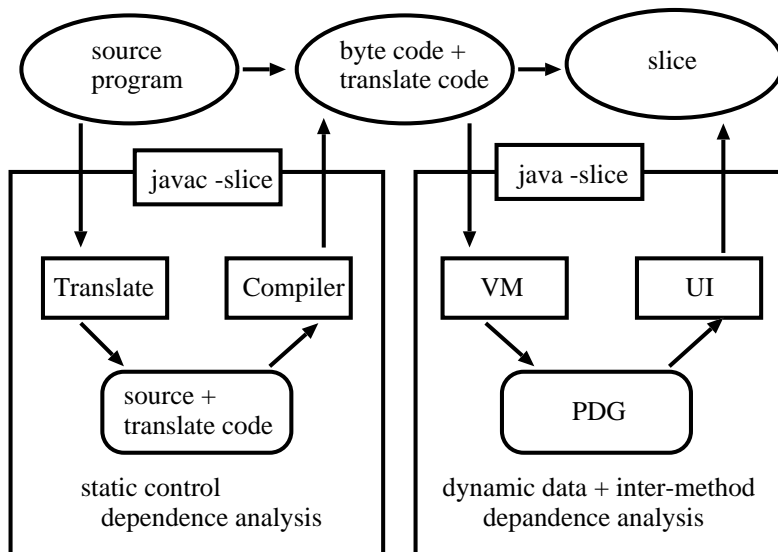 source
program
byte code +
translate code
slice
javac -slice
java -slice
Translate
Compiler
VM
UI
source +
translate code
PDG
static control
dependence analysis
dynamic data + inter-method
depandence analysis